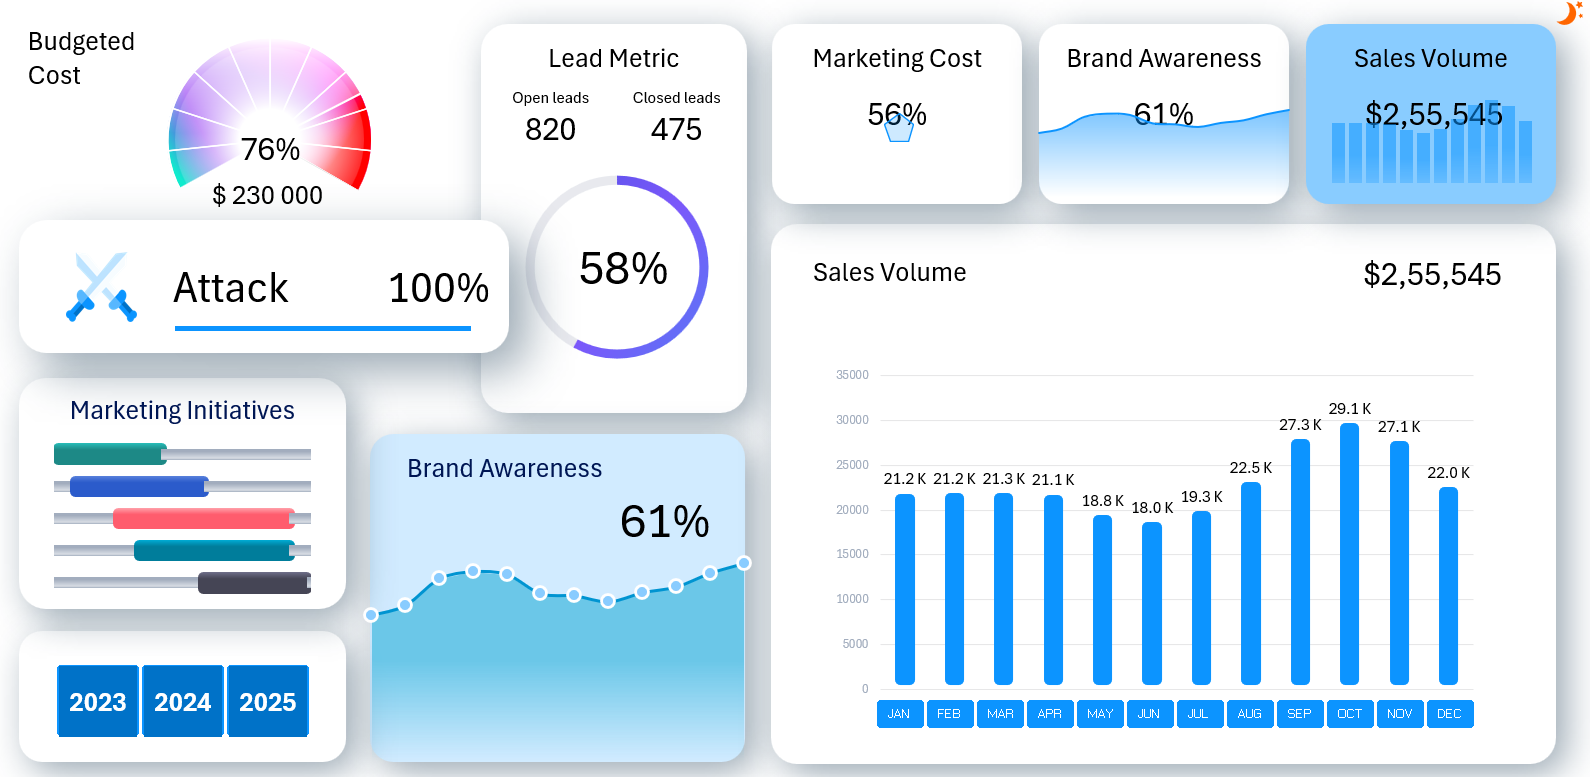 Budgeted
Cost
76%
$ 230 000
Lead Metric
Open leads
Closed leads
820
475
58%
Marketing Cost
56%
Brand Awareness
61%
Sales Volume
$2,55,545
Attack
100%
Marketing Initiatives
2023
2024
2025
Brand Awareness
61%
Sales Volume
$2,55,545
35000
30000
25000
20000
15000
10000
5000
0
21.2 K
21.2 K
21.3 K
21.1 K
18.8 K
18.0 K
19.3 K
22.5 K
27.3 K
29.1 K
27.1 K
22.0 K
JAN
FEB
MAR
APR
MAY
JUN
JUL
AUG
SEP
OCT
NOV
DEC